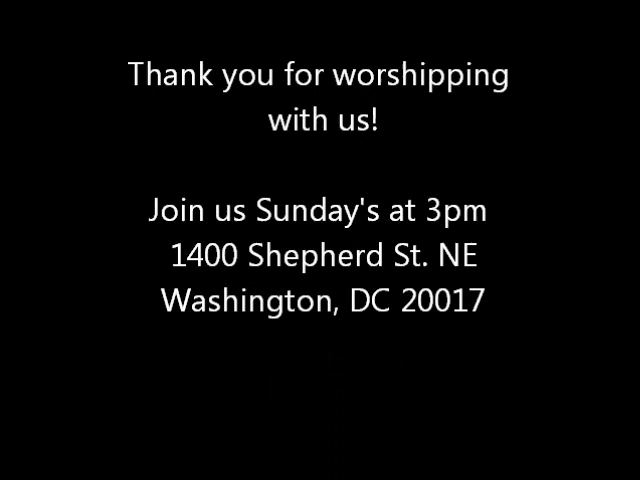 Thank you for worshipping
with us!
Join us Sunday's at 3pm
1400 Shepherd St. NE
Washington, DC 20017